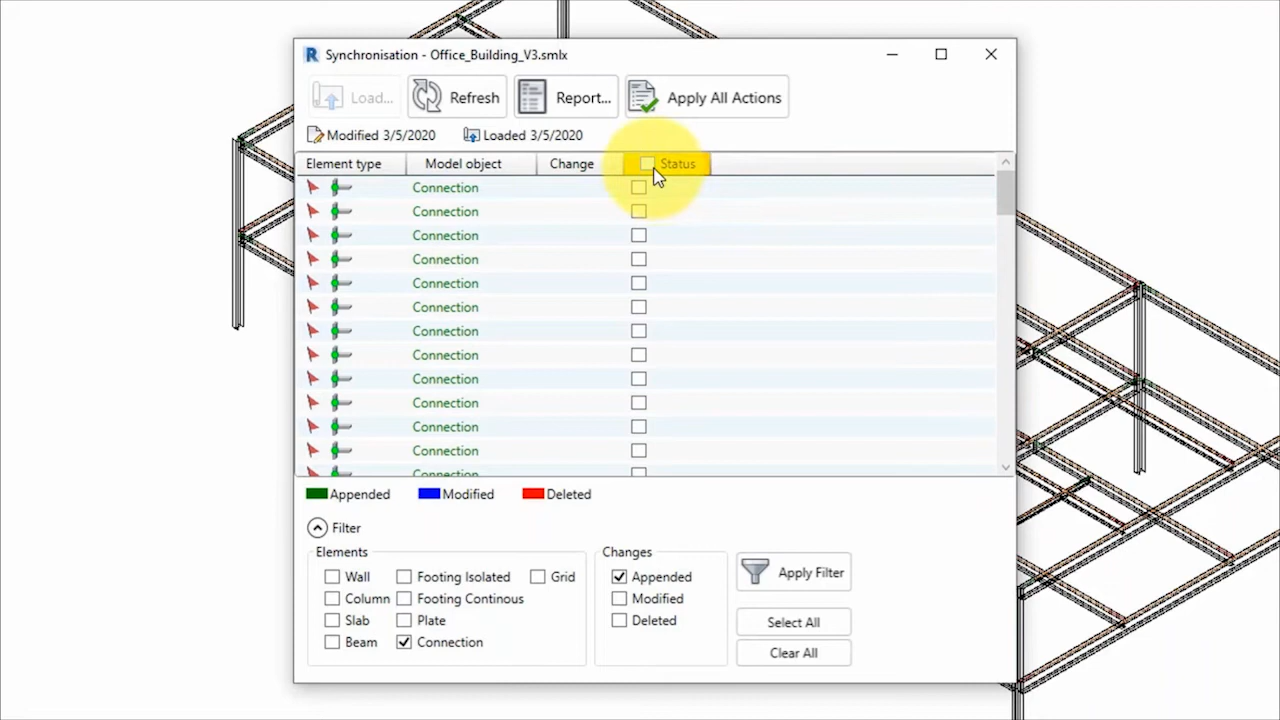 Synchronisation - Office_Building_V3.smlx
Load... Refresh Report... Apply All Actions
Modified 3/5/2020 Loaded 3/5/2020
Element type Model object Change Status
Connection
Connection
Connection
Connection
Connection
Connection
Connection
Connection
Connection
Connection
Connection
Connection
Connection
Appended Modified Deleted
Filter
Elements Changes
Wall Footing Isolated Grid Appended Apply Filter
Column Footing Continous Modified
Slab Plate Deleted Select All
Beam Connection Clear All